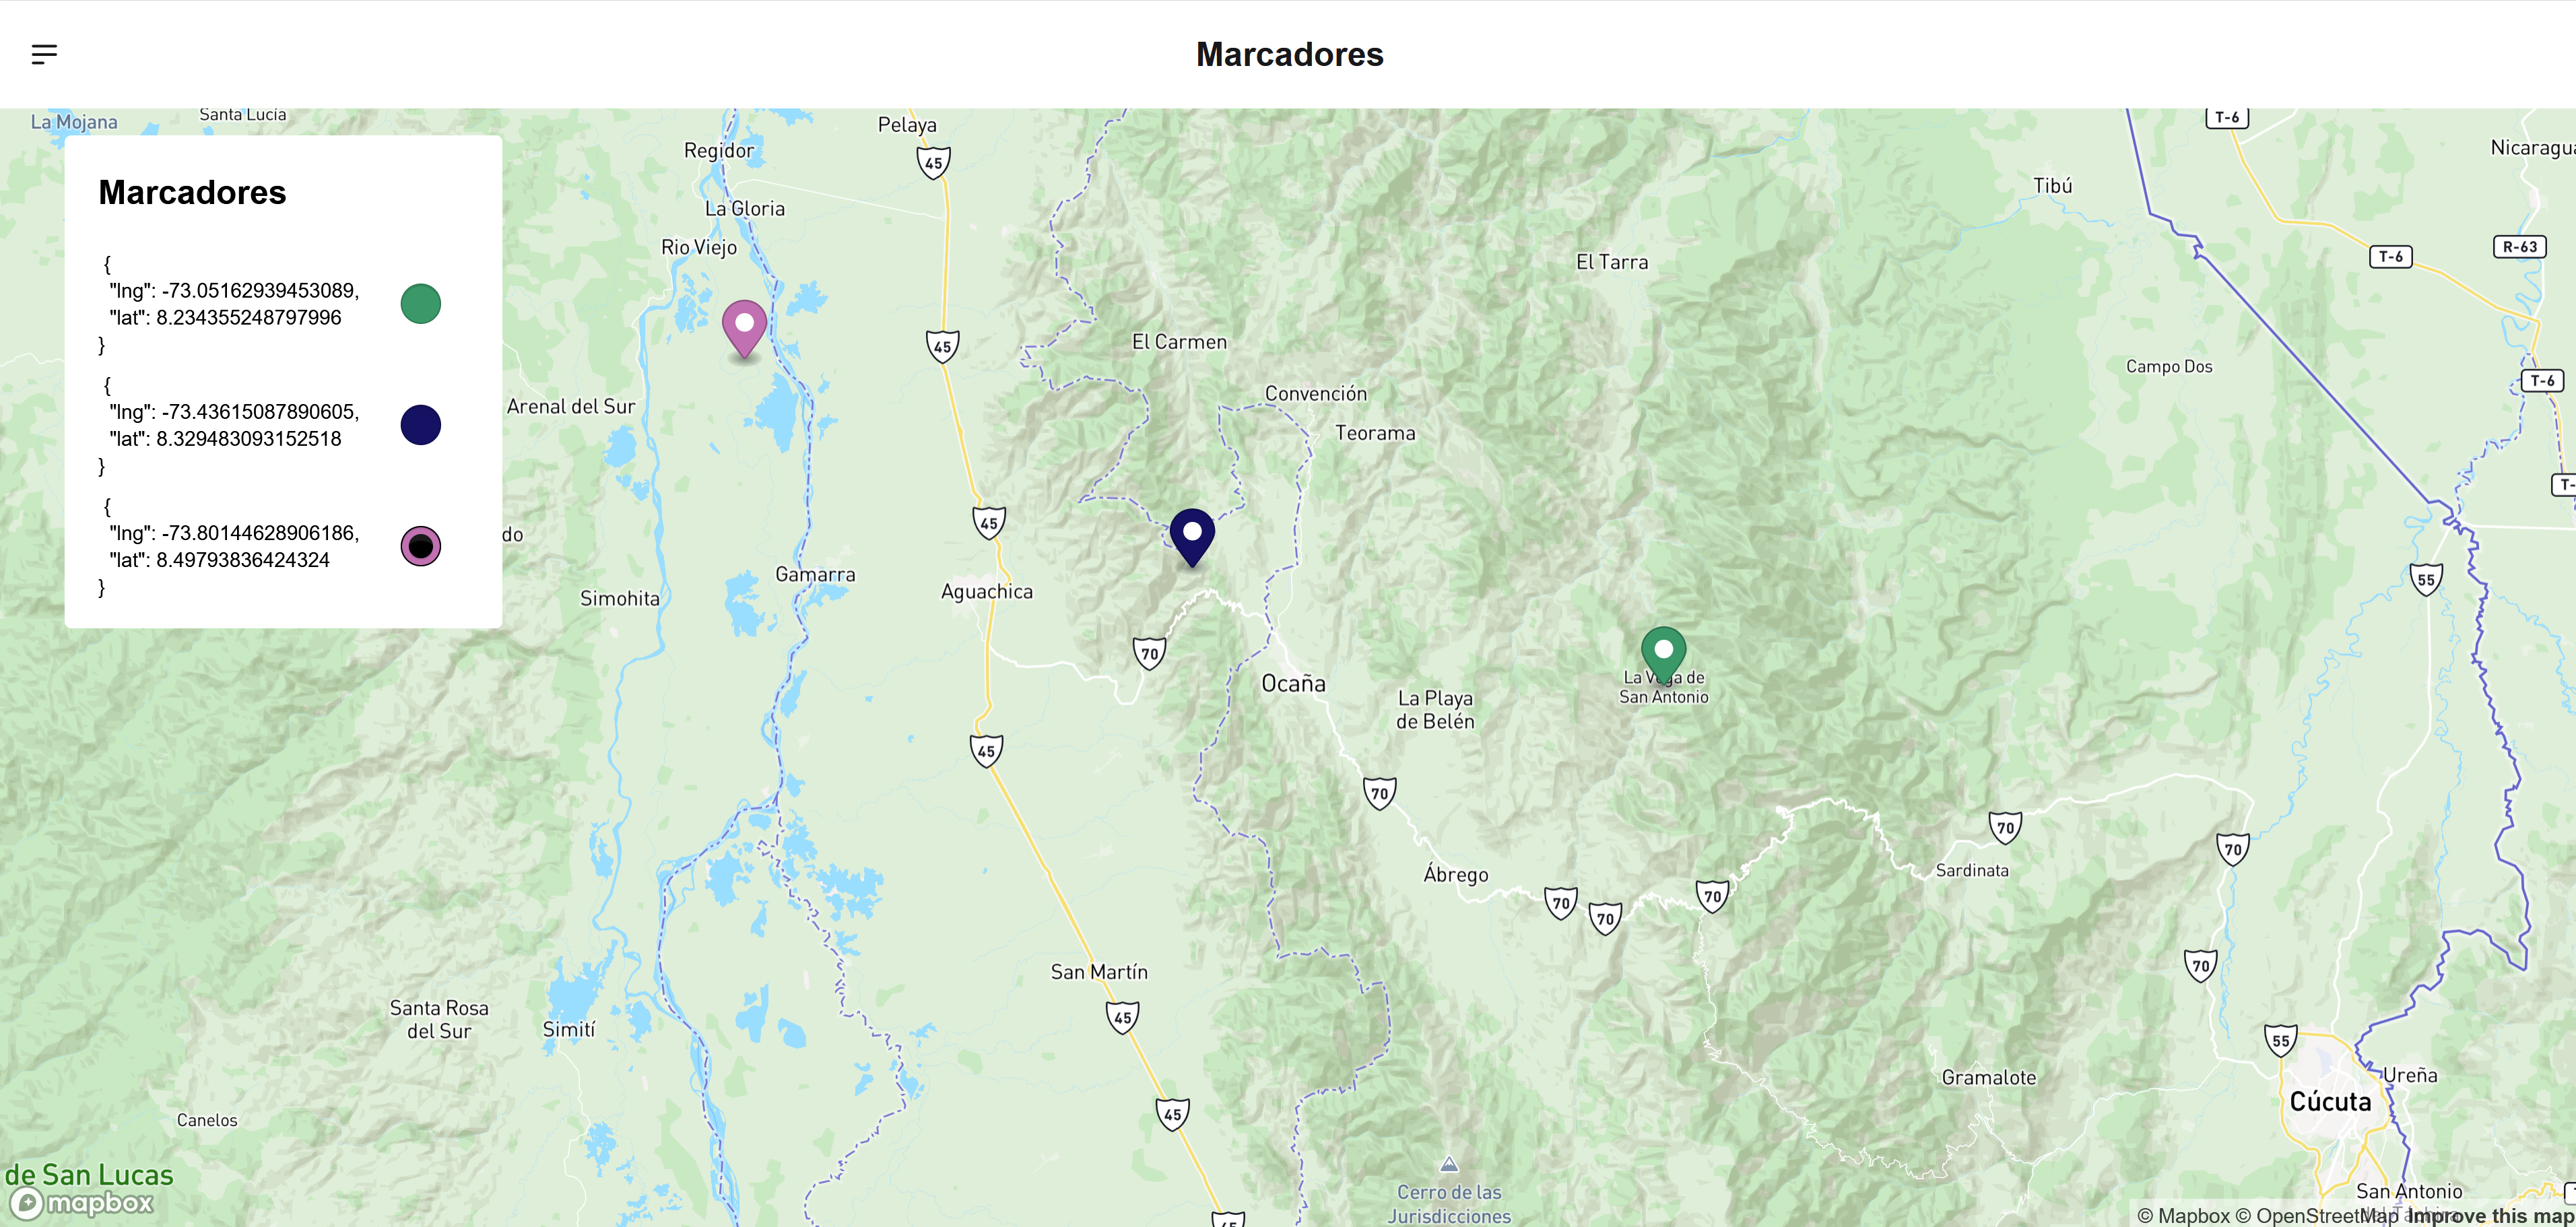 Marcadores
La Mojana
Santa Lucía
Pelaya
T-6
Regidor
45
Nicaragua
Marcadores
Tibú
La Gloria
Rio Viejo
R-63
T-6
El Tarra
{
"lng": -73.05162939453089,
"lat": 8.234355248797996
}
El Carmen
45
Campo Dos
T-6
{
"lng": -73.43615087890605,
"lat": 8.329483093152518
}
Arenal del Sur
Convención
Teorama
T-
{
"lng": -73.80144628906186,
"lat": 8.49793836424324
}
do
45
Gamarra
Aguachica
Simohita
55
70
La Vega de
San Antonio
Ocaña
La Playa
de Belén
45
70
70
70
Ábrego
Sardinata
70
70
70
70
San Martín
45
Santa Rosa
del Sur
Simití
55
Gramalote
Ureña
Cúcuta
45
Canelos
de San Lucas
mapbox
Cerro de las
Jurisdicciones
45
San Antonio
© Mapbox © OpenStreetMap Improve this map